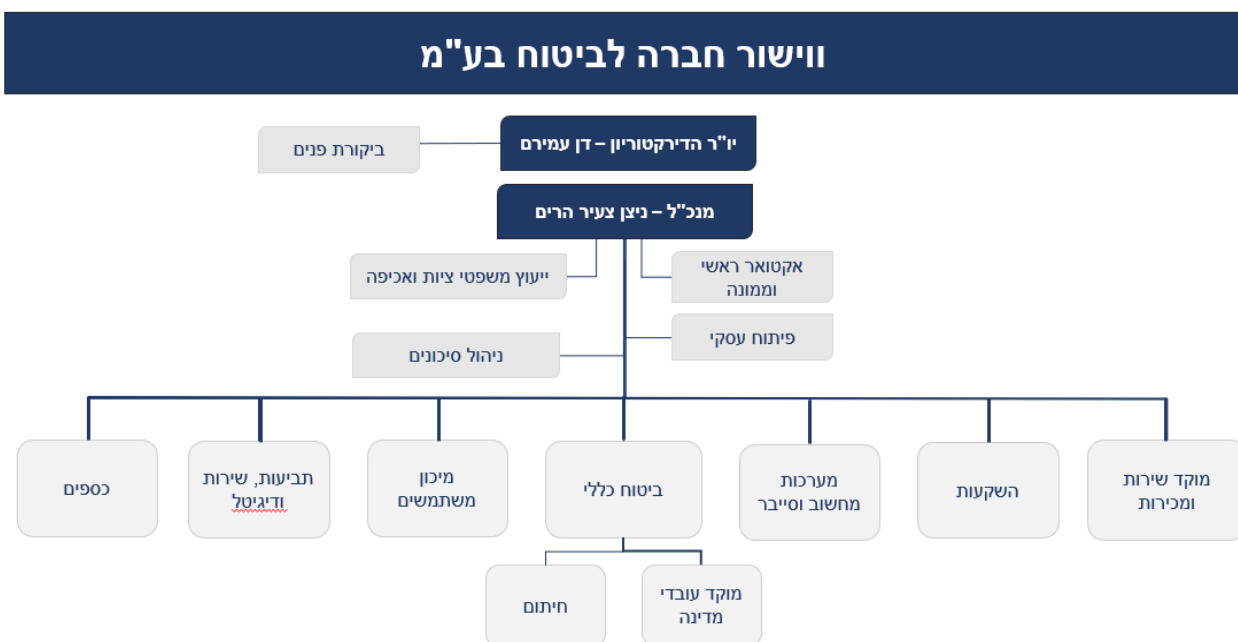 ווישור חברה לביטוח בע"מ
יו"ר הדירקטוריון – דן עמירם
ביקורת פנים
מנכ"ל – ניצן צעיר הרים
אקטואר ראשי
וממונה
ייעוץ משפטי ציות ואכיפה
פיתוח עסקי
ניהול סיכונים
מוקד שירות
ומכירות
השקעות
מערכות
מחשוב וסייבר
ביטוח כללי
מיכון
משתמשים
תביעות, שירות
ודיגיטל
כספים
מוקד עובדי
מדינה
חיתום